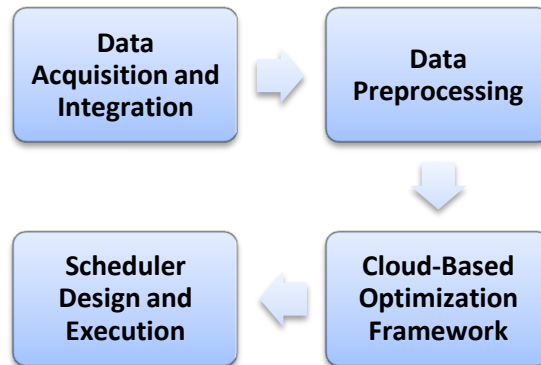 Data
Acquisition and
Integration
Data
Preprocessing
Cloud-Based
Optimization
Framework
Scheduler
Design and
Execution